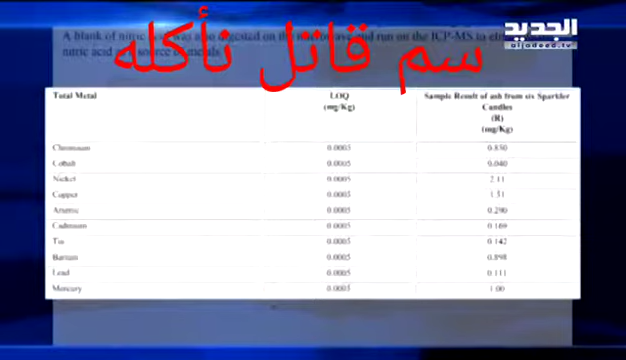 الجديد
aljadeed.tv
A blank of nitric acid was also digested on the microwave and run on the ICP-MS to
nitric acid as a source of metals.
سم قاتل نأكله
Total Metal LOQ (mg/Kg) Sample Result of ash from six Sparkler Candles (R) (mg/Kg)
Chromium 0.0005 0.850
Cobalt 0.0005 0.040
Nickel 0.0005 2.11
Copper 0.0005 1.51
Arsenic 0.0005 0.290
Cadmium 0.0005 0.169
Tin 0.0005 0.142
Barium 0.0005 0.898
Lead 0.0005 0.111
Mercury 0.0005 1.00